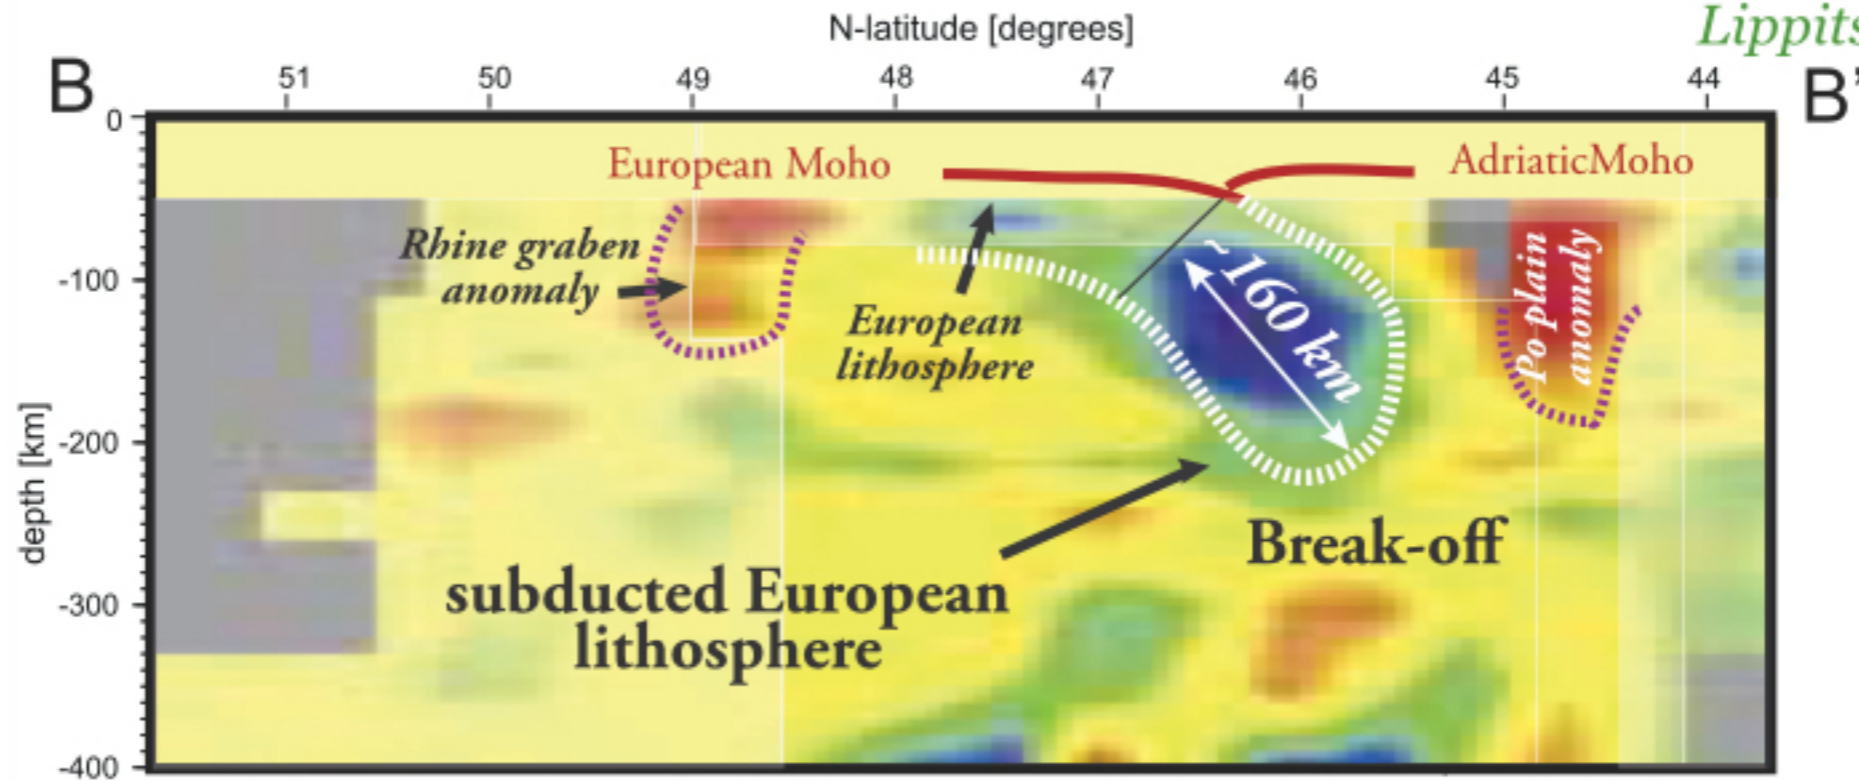 N-latitude [degrees]
Lippits
B
51 50 49 48 47 46 45 44
B'
0
European Moho
AdriaticMoho
Rhine graben
anomaly
-100
~160 km
Po plain
anomaly
European
lithosphere
depth [km]
-200
Break-off
subducted European
lithosphere
-300
-400